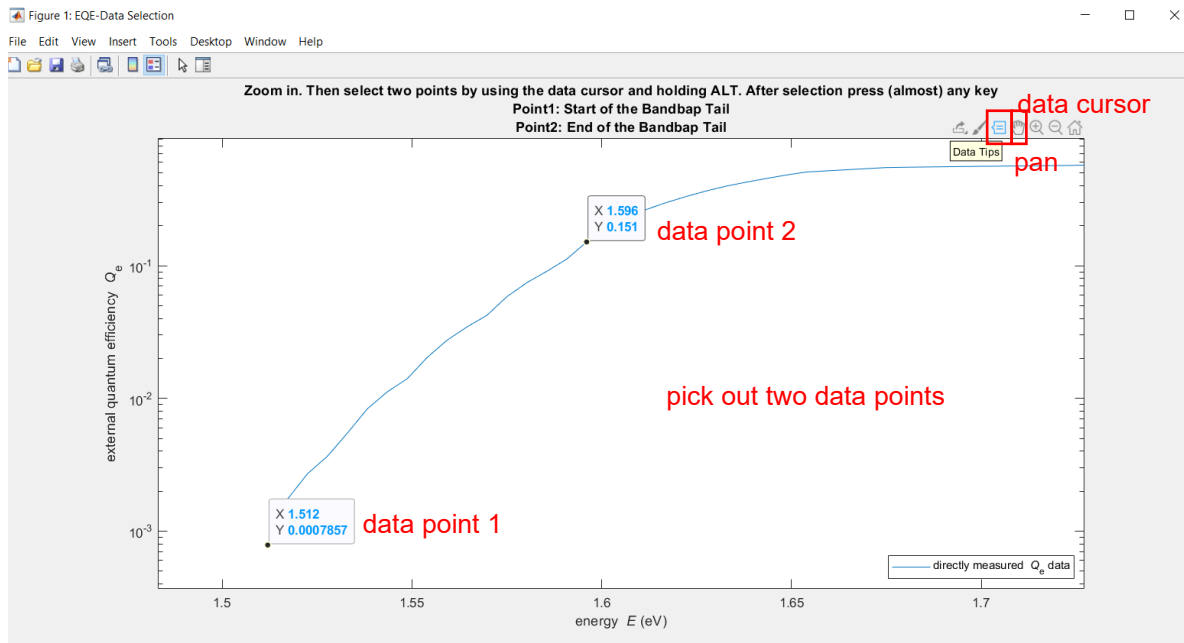 Figure 1: EQE-Data Selection
File Edit View Insert Tools Desktop Window Help
Zoom in. Then select two points by using the data cursor and holding ALT. After selection press (almost) any key
Point1: Start of the Bandbap Tail
Point2: End of the Bandbap Tail
data cursor
Data Tips
pan
X 1.596
Y 0.151
data point 2
external quantum efficiency Qe
10-1
10-2
10-3
pick out two data points
X 1.512
Y 0.0007857
data point 1
directly measured Qe data
1.5 1.55 1.6 1.65 1.7
energy E (eV)